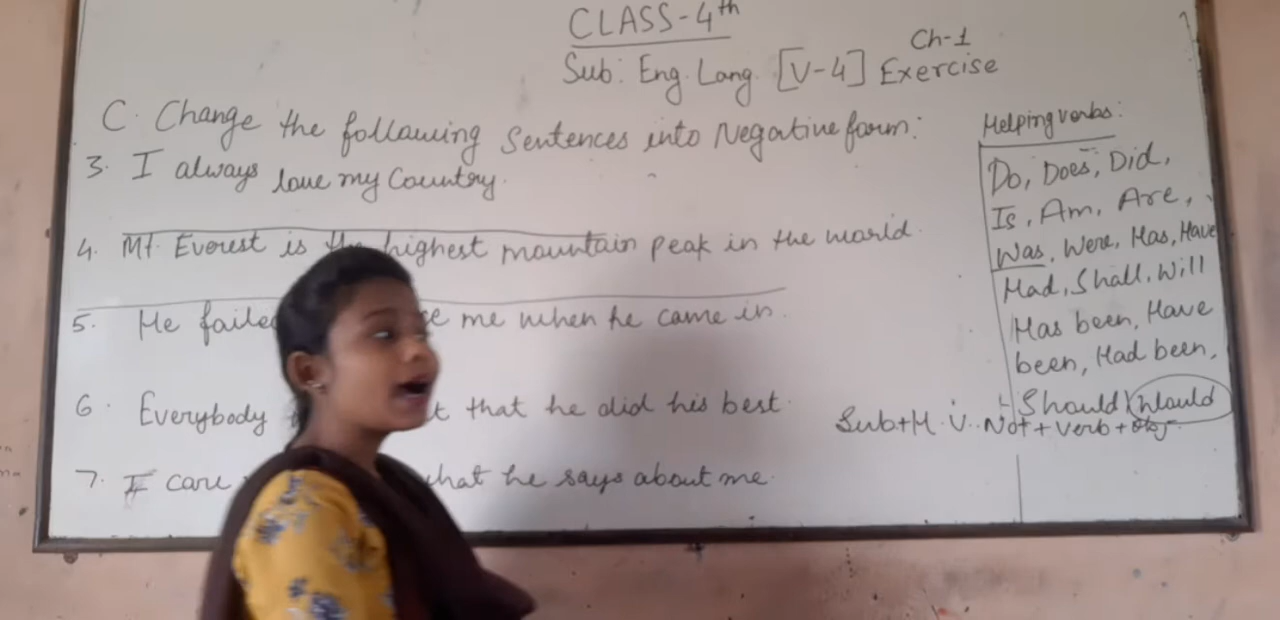 CLASS-4th
Ch-1
Sub: Eng. Lang. [V-4] Exercise
C. Change the following Sentences into Negative form:
3. I always love my Country.
4. Mt. Everest is the highest mountain peak in the world.
5. He failed me when he came in.
6. Everybody that he did his best.
7. I care what he says about me.
Helping verbs:
Do, Does, Did,
Is, Am, Are,
Was, Were, Has, Have
Had, Shall, Will
Has been, Have
been, Had been,
Should, Would
Sub+H.V..Not+Verb+Obj